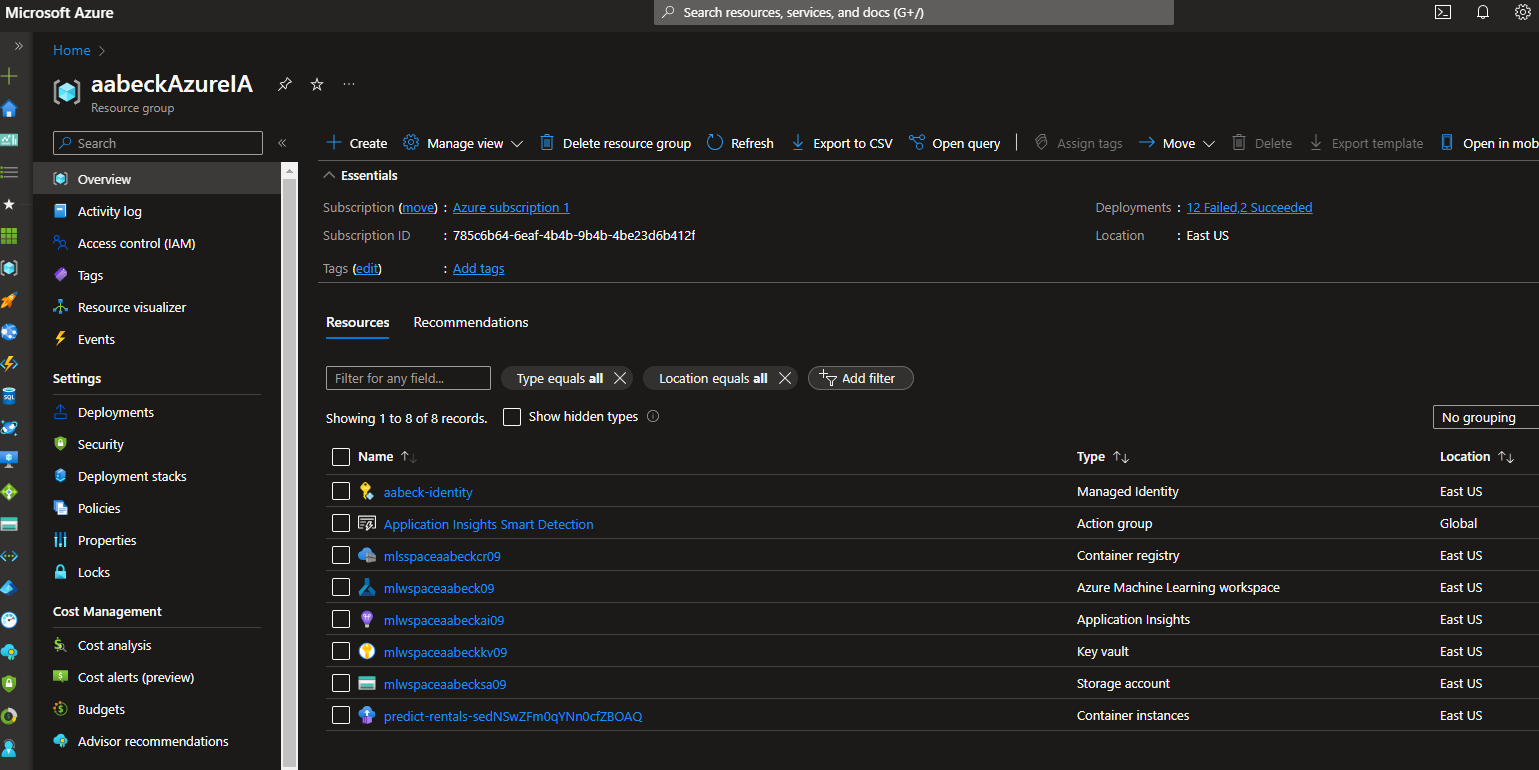 Microsoft Azure
Search resources, services, and docs (G+/)
Home
aabeckAzureIA
Resource group
Search
Overview
Activity log
Access control (IAM)
Tags
Resource visualizer
Events
Settings
Deployments
Security
Deployment stacks
Policies
Properties
Locks
Cost Management
Cost analysis
Cost alerts (preview)
Budgets
Advisor recommendations
Create Manage view Delete resource group Refresh Export to CSV Open query Assign tags Move Delete Export template Open in mob
Essentials
Subscription (move) : Azure subscription 1 Deployments : 12 Failed,2 Succeeded
Subscription ID : 785c6b64-6eaf-4b4b-9b4b-4be23d6b412f Location : East US
Tags (edit) : Add tags
Resources Recommendations
Filter for any field... Type equals all Location equals all Add filter
Showing 1 to 8 of 8 records. Show hidden types No grouping
Name Type Location
aabeck-identity Managed Identity East US
Application Insights Smart Detection Action group Global
mlsspaceaabeckcr09 Container registry East US
mlwspaceaabeck09 Azure Machine Learning workspace East US
mlwspaceaabeckai09 Application Insights East US
mlwspaceaabeckkv09 Key vault East US
mlwspaceaabecksa09 Storage account East US
predict-rentals-sedNSwZFm0qYNn0cfZBOAQ Container instances East US